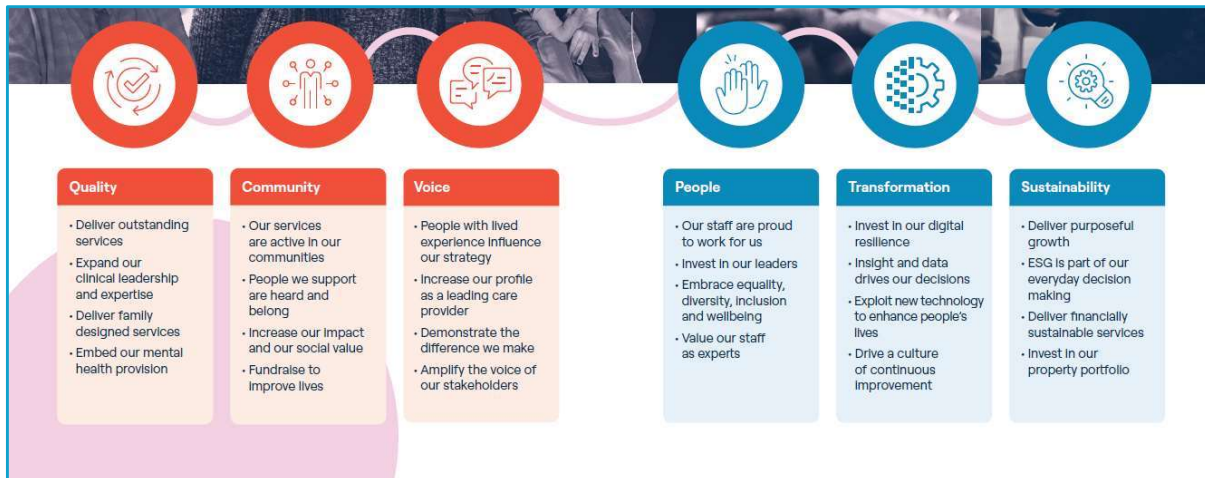 Quality
• Deliver outstanding
services
• Expand our
clinical leadership
and expertise
• Deliver family
designed services
• Embed our mental
health provision
Community
• Our services
are active in our
communities
• People we support
are heard and
belong
• Increase our impact
and our social value
• Fundraise to
improve lives
Voice
• People with lived
experience influence
our strategy
• Increase our profile
as a leading care
provider
• Demonstrate the
difference we make
• Amplify the voice of
our stakeholders
People
• Our staff are proud
to work for us
• Invest in our leaders
• Embrace equality,
diversity, inclusion
and wellbeing
• Value our staff
as experts
Transformation
• Invest in our digital
resilience
• Insight and data
drives our decisions
• Exploit new technology
to enhance people's
lives
• Drive a culture
of continuous
improvement
Sustainability
• Deliver purposeful
growth
• ESG is part of our
everyday decision
making
• Deliver financially
sustainable services
• Invest in our
property portfolio